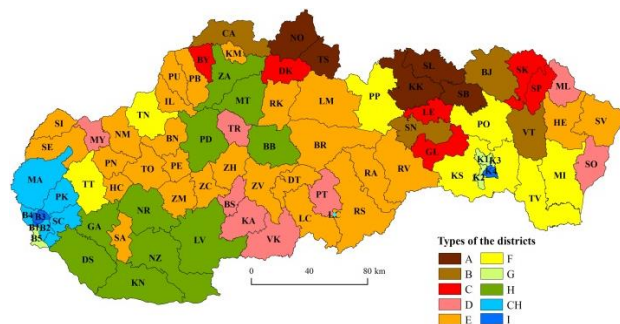 CA
NO
KM
TS
BY
SL
BJ
SK
PU
PB
ZA
DK
KK
SB
SP
ML
IL
MT
RK
LM
PP
LE
PO
HE
SV
TN
SN
VT
SI
MY
NM
BN
PD
TR
BB
BR
GL
SO
SE
PN
TO
PE
ZH
RA
RV
KS
K1
K3
K2
MI
MA
TT
HC
ZM
ZC
ZV
DT
PT
TV
PK
BS
KA
LC
RS
B4
B3
NR
B1
B2
SC
GA
SA
LV
VK
B5
DS
NZ
KN
0
80 km
Types of the districts
A F
B G
C H
D CH
E I